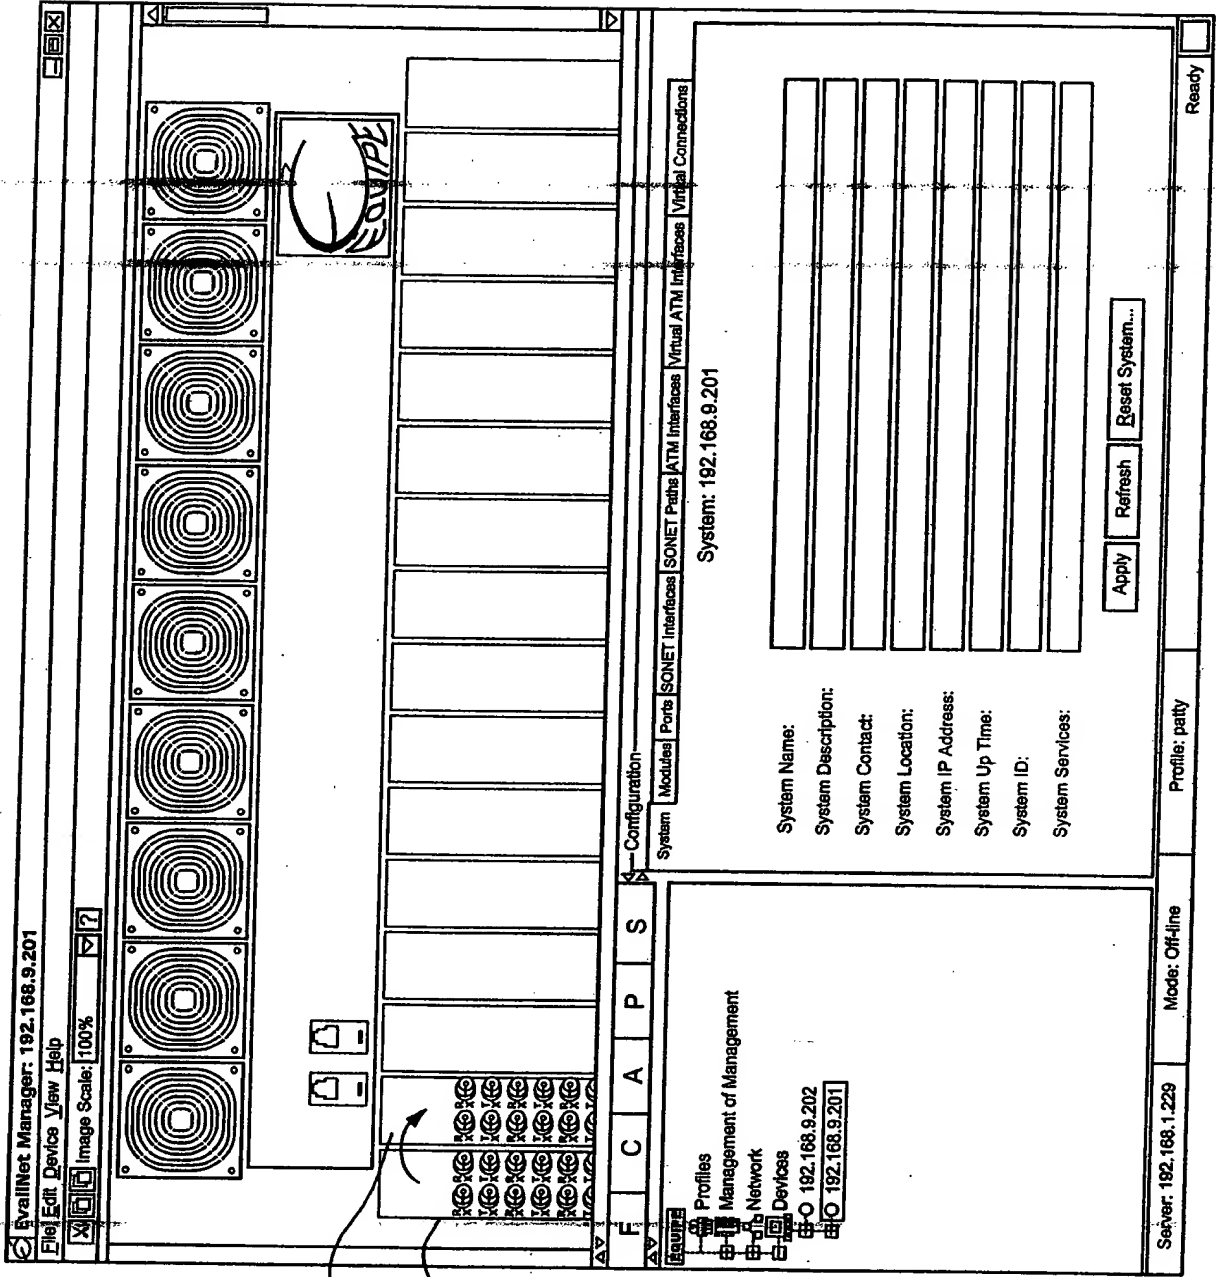 EvailNet Manager: 192.168.9.201
File Edit Device View Help
Image Scale: 100% ?
EQUIPE
F C A P S
EQUIPE
Profiles
Management of Management
Network
Devices
192.168.9.202
192.168.9.201
Configuration
System Modules Ports SONET Interfaces SONET Paths ATM Interfaces Virtual ATM Interfaces Virtual Connections
System: 192.168.9.201
System Name:
System Description:
System Contact:
System Location:
System IP Address:
System Up Time:
System ID:
System Services:
Apply Refresh Reset System...
Server: 192.168.1.229 Mode: Off-line Profile: patty Ready